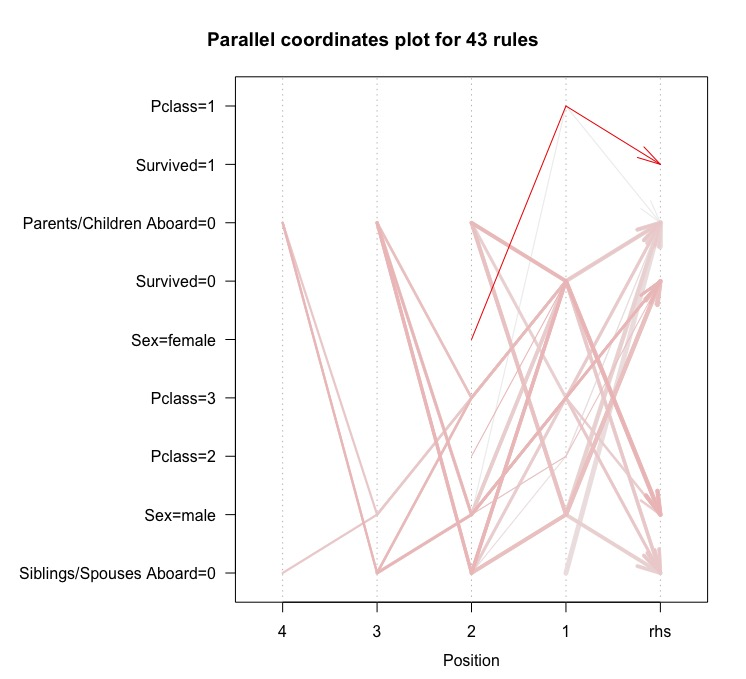 Parallel coordinates plot for 43 rules
Pclass=1
Survived=1
Parents/Children Aboard=0
Survived=0
Sex=female
Pclass=3
Pclass=2
Sex=male
Siblings/Spouses Aboard=0
4 3 2 1 rhs
Position